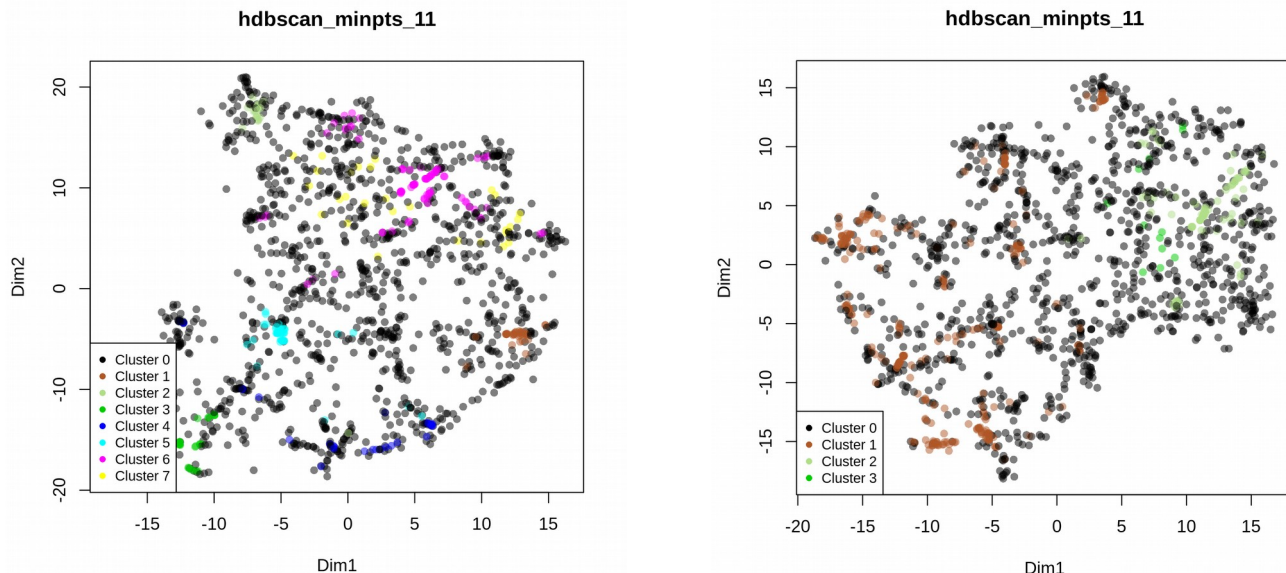 hdbscan_minpts_11
20
10
0
-10
-20
Dim2
Cluster 0
Cluster 1
Cluster 2
Cluster 3
Cluster 4
Cluster 5
Cluster 6
Cluster 7
-15 -10 -5 0 5 10 15
Dim1
hdbscan_minpts_11
15
10
5
0
-5
-10
-15
Dim2
Cluster 0
Cluster 1
Cluster 2
Cluster 3
-20 -15 -10 -5 0 5 10 15
Dim1